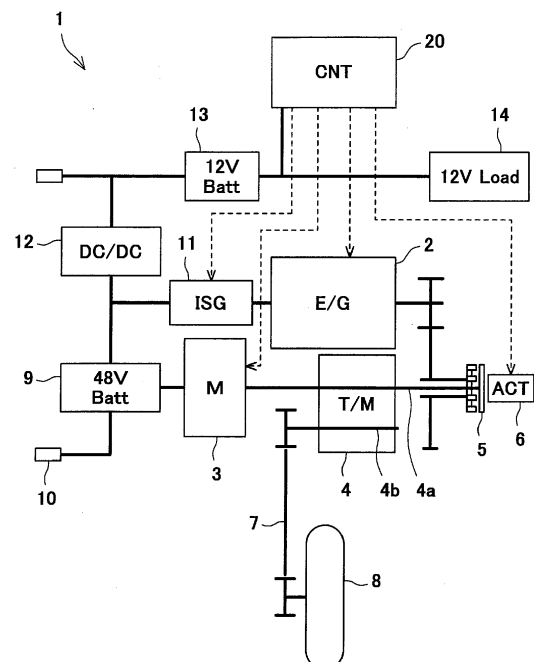 1
20
CNT
13
12V
Batt
14
12V Load
12
DC/DC
11
ISG
2
E/G
9
48V
Batt
M
T/M
ACT
6
5
10
3
4
4b
4a
7
8